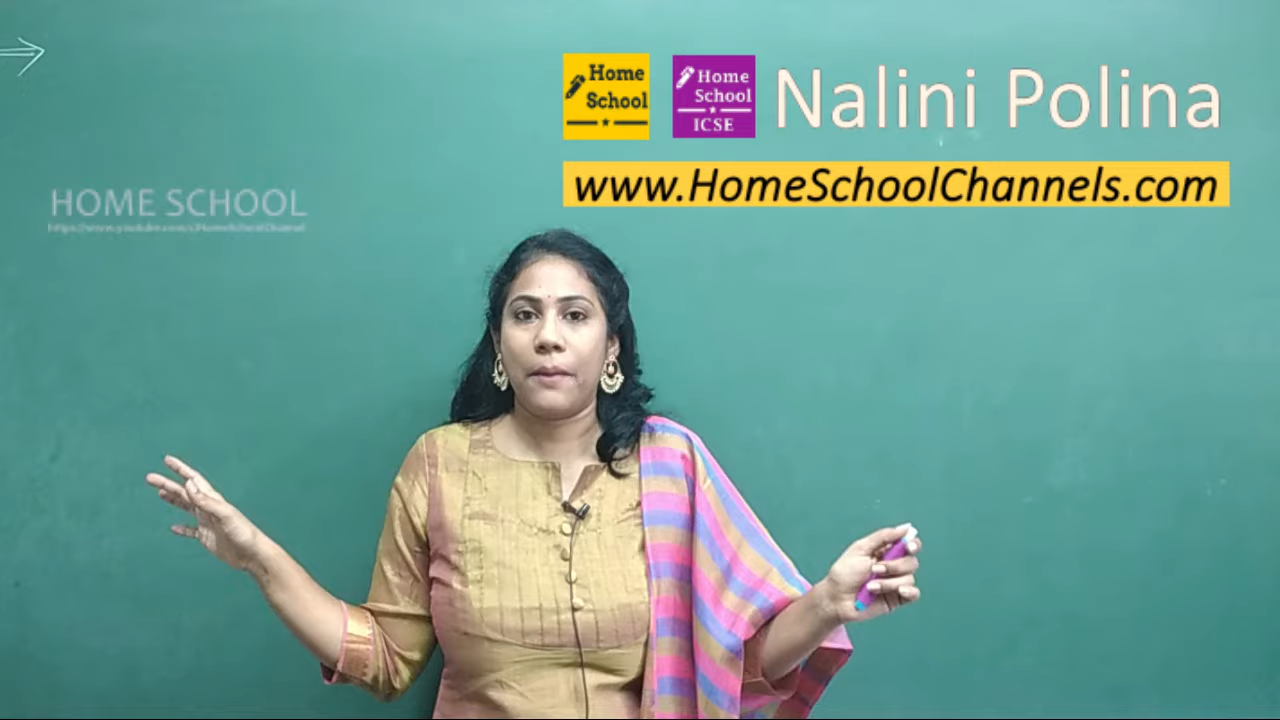 Home
School
Home
School
ICSE
Nalini Polina
www.HomeSchoolChannels.com
HOME SCHOOL